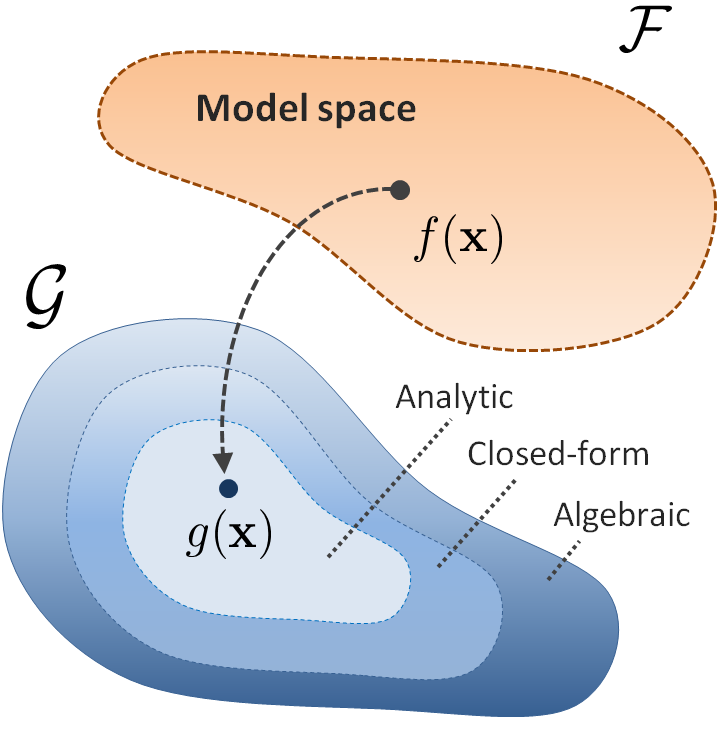 ℱ
Model space
f(𝐱)
𝒢
Analytic
Closed-form
Algebraic
g(𝐱)